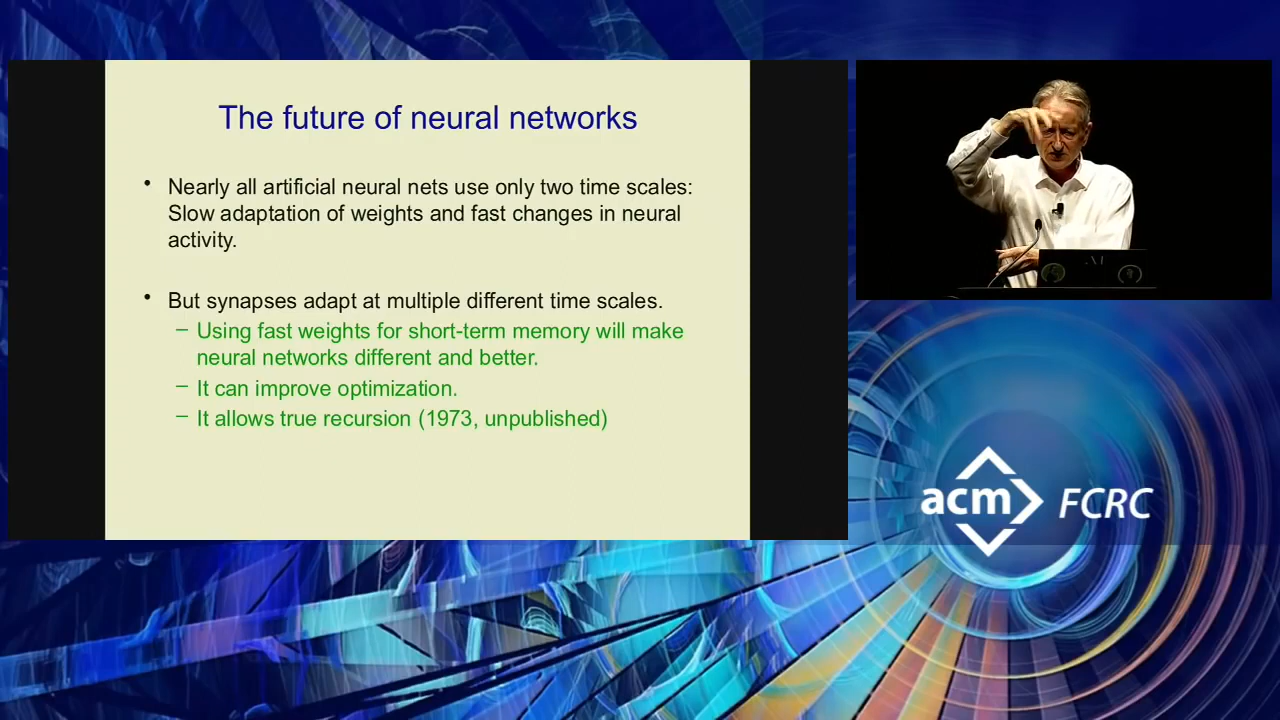 The future of neural networks
• Nearly all artificial neural nets use only two time scales:
Slow adaptation of weights and fast changes in neural
activity.
• But synapses adapt at multiple different time scales.
– Using fast weights for short-term memory will make
neural networks different and better.
– It can improve optimization.
– It allows true recursion (1973, unpublished)
acm FCRC